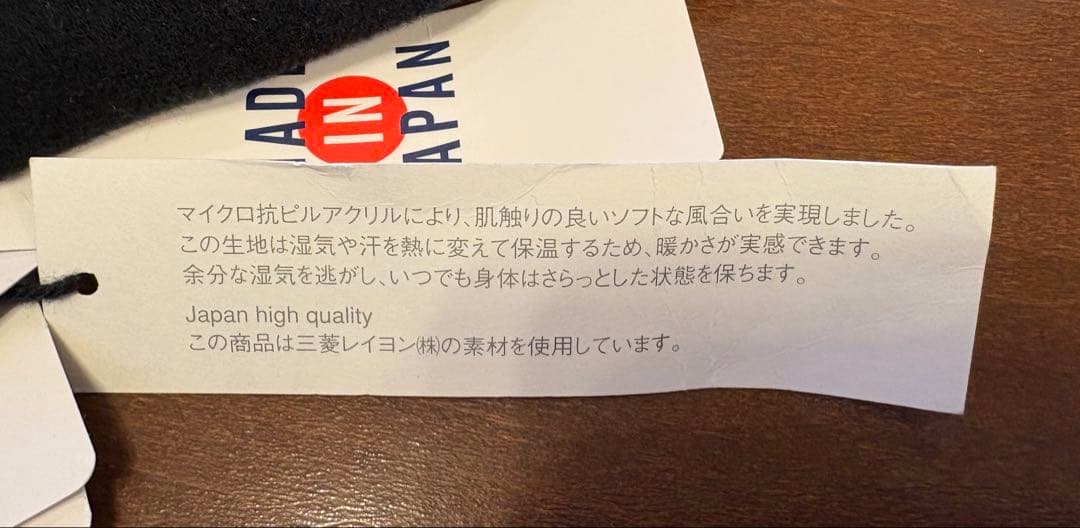 MADE
IN
JAPAN
マイクロ抗ピルアクリルにより、肌触りの良いソフトな風合いを実現しました。
この生地は湿気や汗を熱に変えて保温するため、暖かさが実感できます。
余分な湿気を逃がし、いつでも身体はさらっとした状態を保ちます。
Japan high quality
この商品は三菱レイヨン㈱の素材を使用しています。